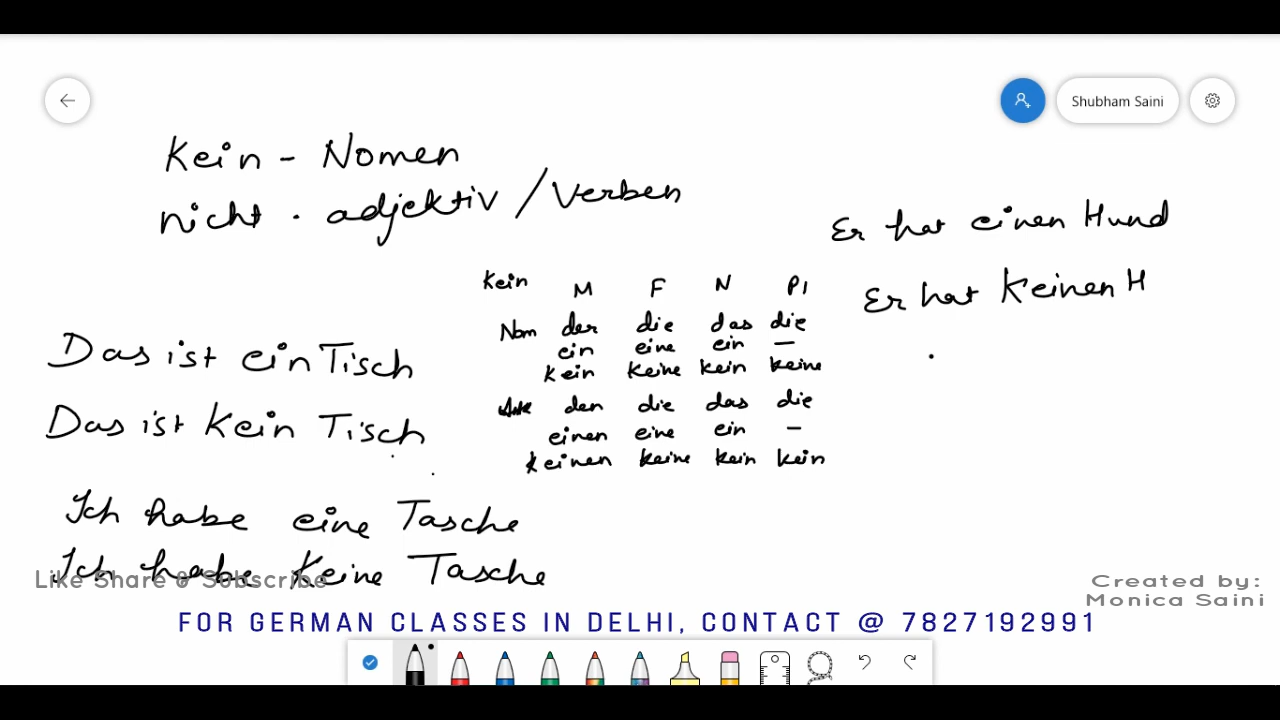 Shubham Saini
Kein - Nomen
nicht - adjektiv / Verben
Er hat einen Hund
Er hat Keinen H
Kein M F N Pl
Nom der die das die
ein eine ein —
kein keine kein keine
Akk den die das die
einen eine ein —
keinen keine kein kein
Das ist ein Tisch
Das ist Kein Tisch
Ich habe eine Tasche
Ich habe Keine Tasche
Like Share & Subscribe
Created by:
Monica Saini
FOR GERMAN CLASSES IN DELHI, CONTACT @ 7827192991